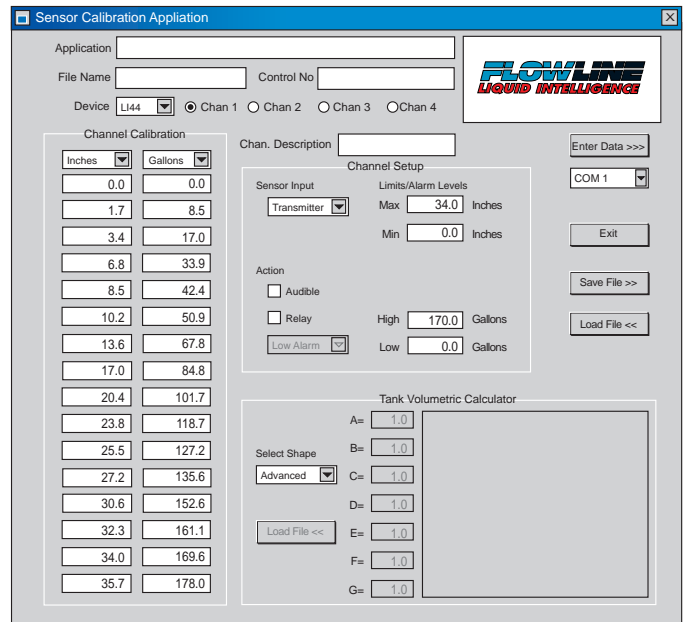 Sensor Calibration Appliation
Application
File Name
Control No
FLOWLINE
LIQUID INTELLIGENCE
Device LI44 Chan 1 Chan 2 Chan 3 Chan 4
Channel Calibration
Inches Gallons
0.0 0.0
1.7 8.5
3.4 17.0
6.8 33.9
8.5 42.4
10.2 50.9
13.6 67.8
17.0 84.8
20.4 101.7
23.8 118.7
25.5 127.2
27.2 135.6
30.6 152.6
32.3 161.1
34.0 169.6
35.7 178.0
Chan. Description
Channel Setup
Sensor Input
Transmitter
Limits/Alarm Levels
Max 34.0 Inches
Min 0.0 Inches
Action
Audible
Relay
Low Alarm
High 170.0 Gallons
Low 0.0 Gallons
Enter Data >>>
COM 1
Exit
Save File >>
Load File <<
Tank Volumetric Calculator
Select Shape
Advanced
Load File <<
A= 1.0
B= 1.0
C= 1.0
D= 1.0
E= 1.0
F= 1.0
G= 1.0